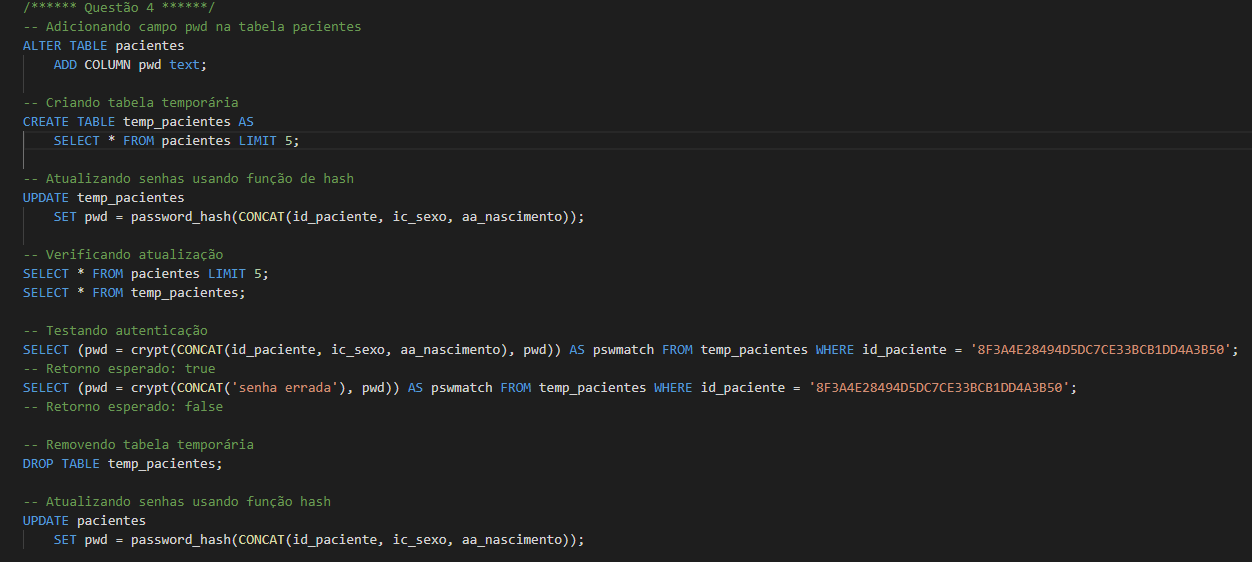 /****** Questão 4 ******/
-- Adicionando campo pwd na tabela pacientes
ALTER TABLE pacientes
    ADD COLUMN pwd text;
-- Criando tabela temporária
CREATE TABLE temp_pacientes AS
    SELECT * FROM pacientes LIMIT 5;
-- Atualizando senhas usando função de hash
UPDATE temp_pacientes
    SET pwd = password_hash(CONCAT(id_paciente, ic_sexo, aa_nascimento));
-- Verificando atualização
SELECT * FROM pacientes LIMIT 5;
SELECT * FROM temp_pacientes;
-- Testando autenticação
SELECT (pwd = crypt(CONCAT(id_paciente, ic_sexo, aa_nascimento), pwd)) AS pswmatch FROM temp_pacientes WHERE id_paciente = '8F3A4E28494D5DC7CE33BCB1DD4A3B50';
-- Retorno esperado: true
SELECT (pwd = crypt(CONCAT('senha errada'), pwd)) AS pswmatch FROM temp_pacientes WHERE id_paciente = '8F3A4E28494D5DC7CE33BCB1DD4A3B50';
-- Retorno esperado: false
-- Removendo tabela temporária
DROP TABLE temp_pacientes;
-- Atualizando senhas usando função hash
UPDATE pacientes
    SET pwd = password_hash(CONCAT(id_paciente, ic_sexo, aa_nascimento));